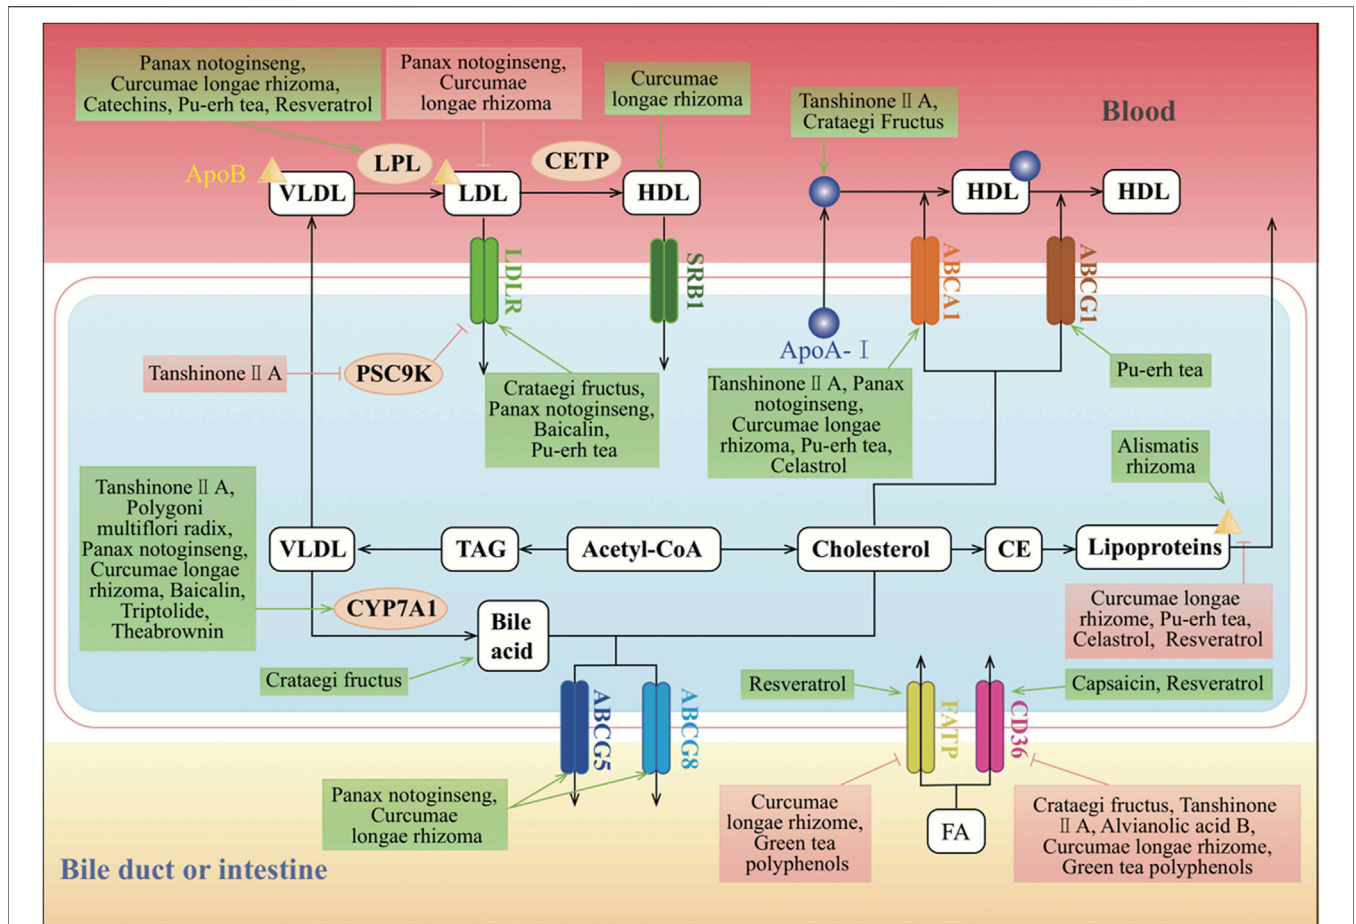 Panax notoginseng,
Curcumae longae rhizoma,
Catechins, Pu-erh tea, Resveratrol
Panax notoginseng,
Curcumae
longae rhizoma
Curcumae
longae rhizoma
Tanshinone Ⅱ A,
Crataegi Fructus
Blood
ApoB
LPL
CETP
VLDL
LDL
HDL
HDL
HDL
LDLR
SRB1
ABCA1
ABCG1
ApoA- Ⅰ
Tanshinone Ⅱ A
PSC9K
Crataegi fructus,
Panax notoginseng,
Baicalin,
Pu-erh tea
Tanshinone Ⅱ A, Panax
notoginseng,
Curcumae longae
rhizoma, Pu-erh tea,
Celastrol
Pu-erh tea
Alismatis
rhizoma
Tanshinone Ⅱ A,
Polygoni
multiflori radix,
Panax notoginseng,
Curcumae longae
rhizoma, Baicalin,
Triptolide,
Theabrownin
VLDL
TAG
Acetyl-CoA
Cholesterol
CE
Lipoproteins
CYP7A1
Bile
acid
Crataegi fructus
Curcumae longae
rhizome, Pu-erh tea,
Celastrol, Resveratrol
Resveratrol
Capsaicin, Resveratrol
ABCG5
ABCG8
FATP
CD36
Panax notoginseng,
Curcumae
longae rhizoma
Curcumae
longae rhizome,
Green tea
polyphenols
FA
Crataegi fructus, Tanshinone
Ⅱ A, Alvianolic acid B,
Curcumae longae rhizome,
Green tea polyphenols
Bile duct or intestine